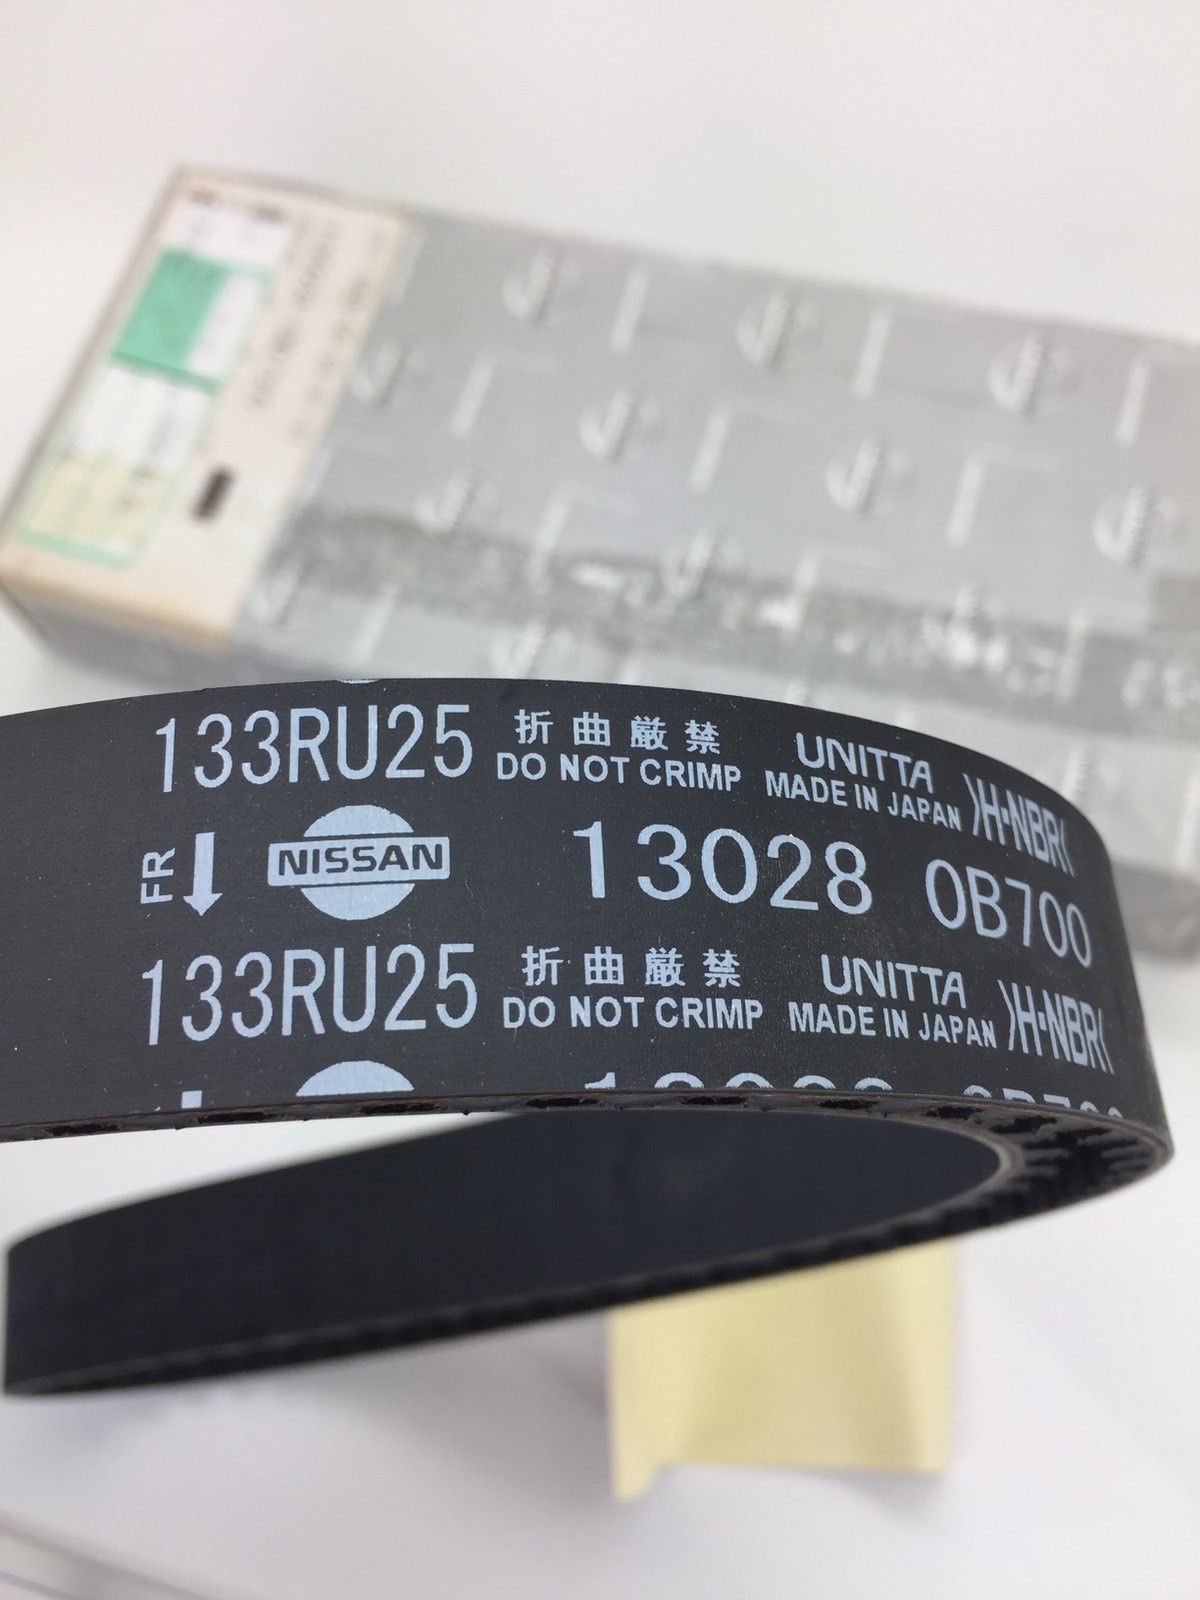 133RU25 折曲厳禁 UNITTA
DO NOT CRIMP MADE IN JAPAN >H-NBR<
FR NISSAN 13028 0B700
133RU25 折曲厳禁 UNITTA
DO NOT CRIMP MADE IN JAPAN >H-NBR<